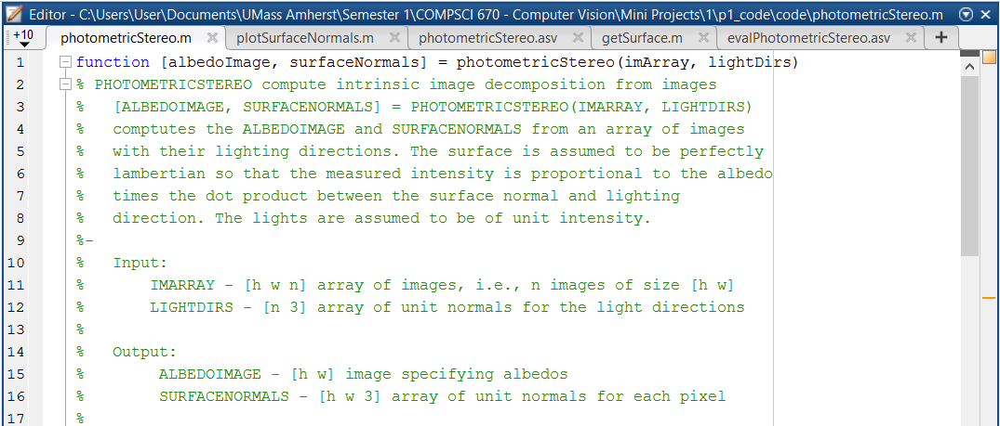 Editor - C:\Users\User\Documents\UMass Amherst\Semester 1\COMPSCI 670 - Computer Vision\Mini Projects\1\p1_code\code\photometricStereo.m
+10 photometricStereo.m plotSurfaceNormals.m photometricStereo.asv getSurface.m evalPhotometricStereo.asv +
1 function [albedoImage, surfaceNormals] = photometricStereo(imArray, lightDirs)
2 % PHOTOMETRICSTEREO compute intrinsic image decomposition from images
3 %   [ALBEDOIMAGE, SURFACENORMALS] = PHOTOMETRICSTEREO(IMARRAY, LIGHTDIRS)
4 %   comptutes the ALBEDOIMAGE and SURFACENORMALS from an array of images
5 %   with their lighting directions. The surface is assumed to be perfectly
6 %   lambertian so that the measured intensity is proportional to the albedo
7 %   times the dot product between the surface normal and lighting
8 %   direction. The lights are assumed to be of unit intensity.
9 %-
10 %   Input:
11 %       IMARRAY - [h w n] array of images, i.e., n images of size [h w]
12 %       LIGHTDIRS - [n 3] array of unit normals for the light directions
13 %
14 %   Output:
15 %        ALBEDOIMAGE - [h w] image specifying albedos
16 %        SURFACENORMALS - [h w 3] array of unit normals for each pixel
17 %